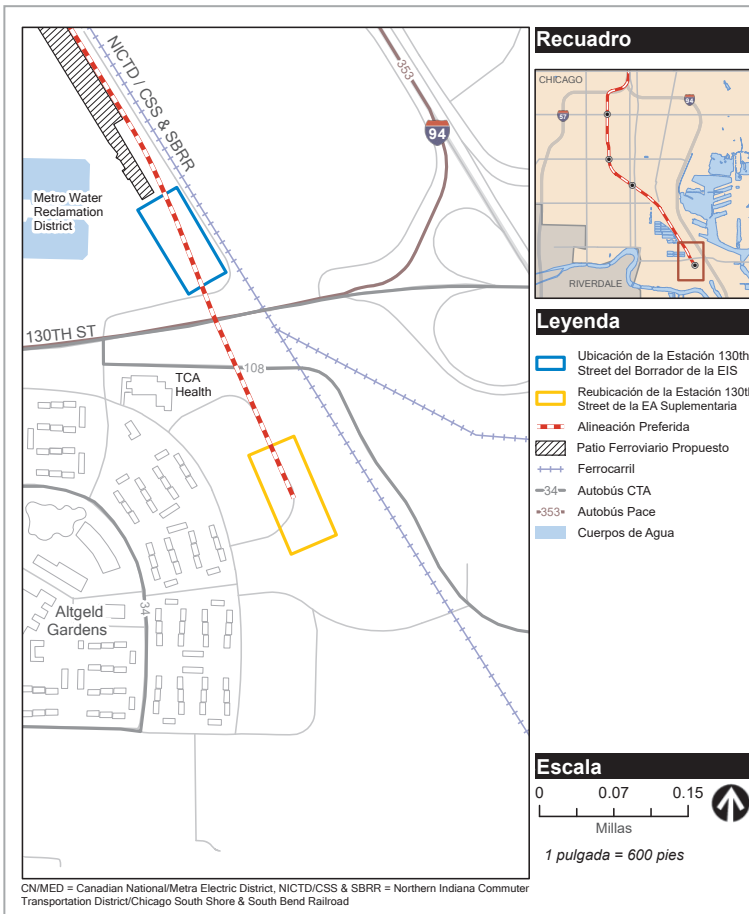 NICTD / CSS & SBRR
353
94
Metro Water
Reclamation
District
130TH ST
108
TCA
Health
34
Altgeld
Gardens
CN/MED = Canadian National/Metra Electric District, NICTD/CSS & SBRR = Northern Indiana Commuter
Transportation District/Chicago South Shore & South Bend Railroad
Recuadro
CHICAGO
57
94
RIVERDALE
Leyenda
Ubicación de la Estación 130th
Street del Borrador de la EIS
Reubicación de la Estación 130th
Street de la EA Suplementaria
Alineación Preferida
Patio Ferroviario Propuesto
Ferrocarril
34 Autobús CTA
353 Autobús Pace
Cuerpos de Agua
Escala
0 0.07 0.15
Millas
1 pulgada = 600 pies